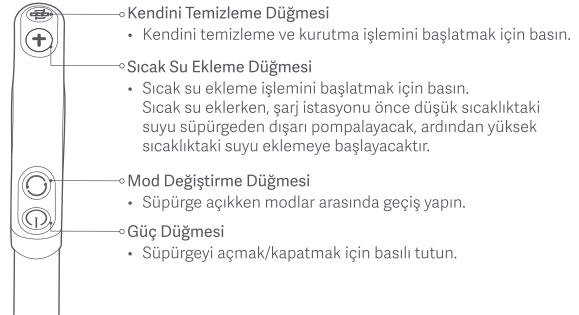 Kendini Temizleme Düğmesi
• Kendini temizleme ve kurutma işlemini başlatmak için basın.
Sıcak Su Ekleme Düğmesi
• Sıcak su ekleme işlemini başlatmak için basın.
Sıcak su eklerken, şarj istasyonu önce düşük sıcaklıktaki
suyu süpürgeden dışarı pompalayacak, ardından yüksek
sıcaklıktaki suyu eklemeye başlayacaktır.
Mod Değiştirme Düğmesi
• Süpürge açıkken modlar arasında geçiş yapın.
Güç Düğmesi
• Süpürgeyi açmak/kapatmak için basılı tutun.